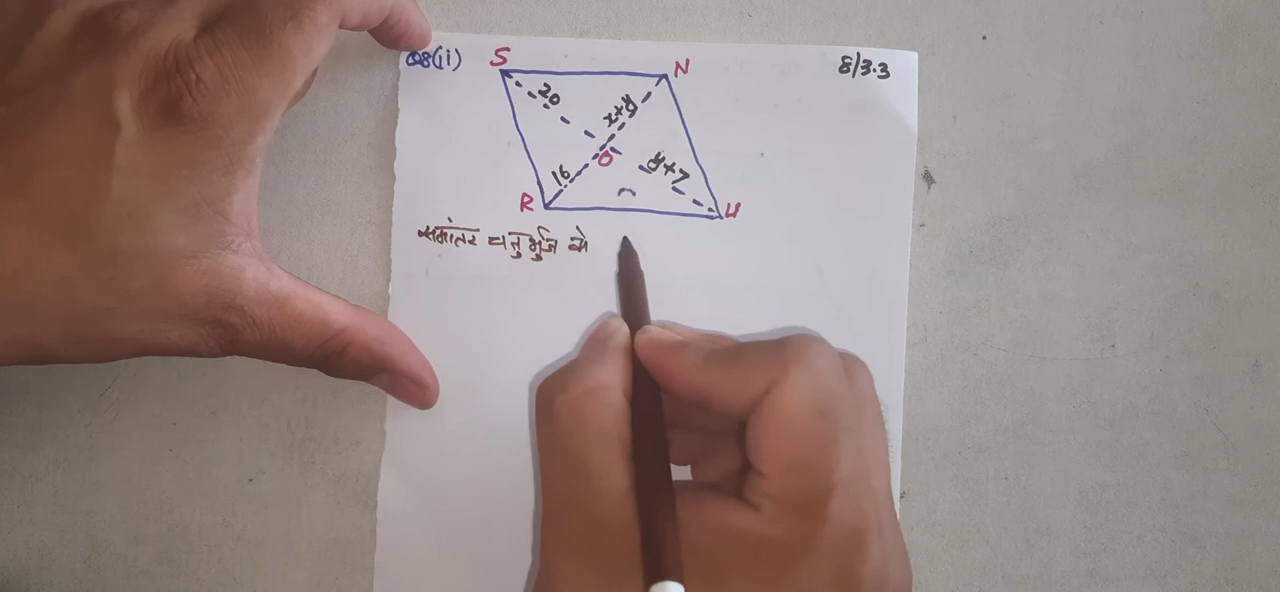 Q8(ii)
8/3.3
S
N
20
x+y
O
16
y+7
R
U
समांतर चतुर्भुज के